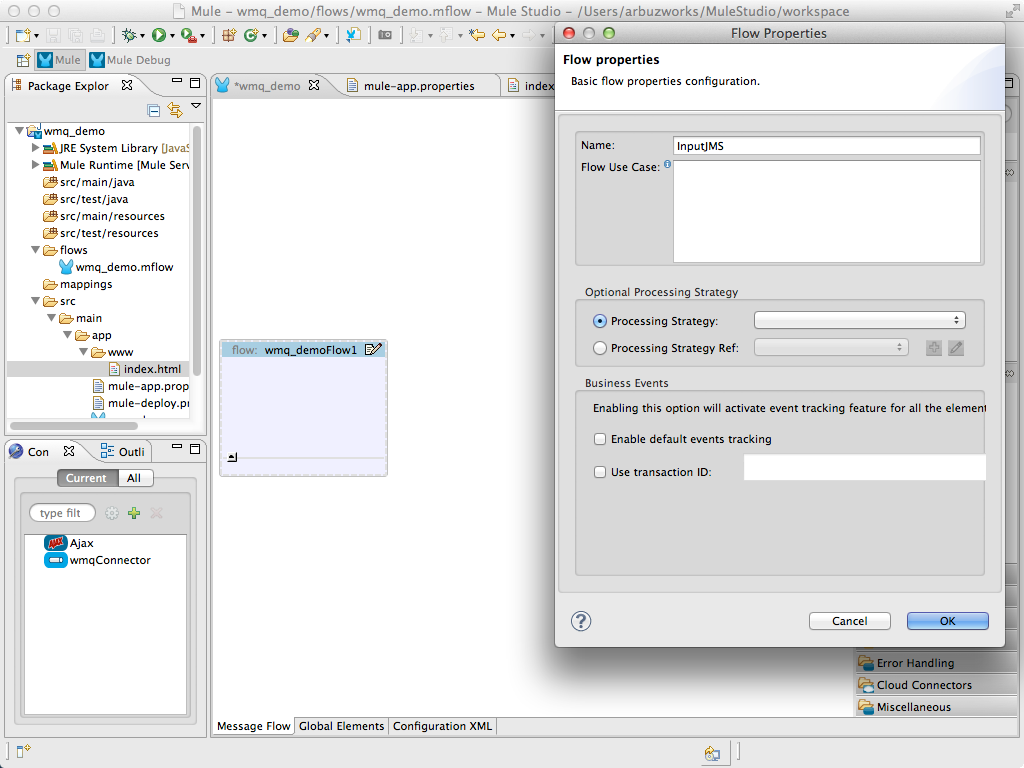 Mule – wmq_demo/flows/wmq_demo.mflow – Mule Studio – /Users/arbuzworks/MuleStudio/workspace
Mule
Mule Debug
Package Explor
wmq_demo
JRE System Library [JavaS
Mule Runtime [Mule Serv
src/main/java
src/test/java
src/main/resources
src/test/resources
flows
wmq_demo.mflow
mappings
src
main
app
www
index.html
mule-app.prop
mule-deploy.pr
Con
Outli
Current
All
type filt
Ajax
wmqConnector
*wmq_demo
mule-app.properties
index
flow: wmq_demoFlow1
Message Flow
Global Elements
Configuration XML
Flow Properties
Flow properties
Basic flow properties configuration.
Name: InputJMS
Flow Use Case:
Optional Processing Strategy
Processing Strategy:
Processing Strategy Ref:
Business Events
Enabling this option will activate event tracking feature for all the element
Enable default events tracking
Use transaction ID:
Cancel
OK
Error Handling
Cloud Connectors
Miscellaneous